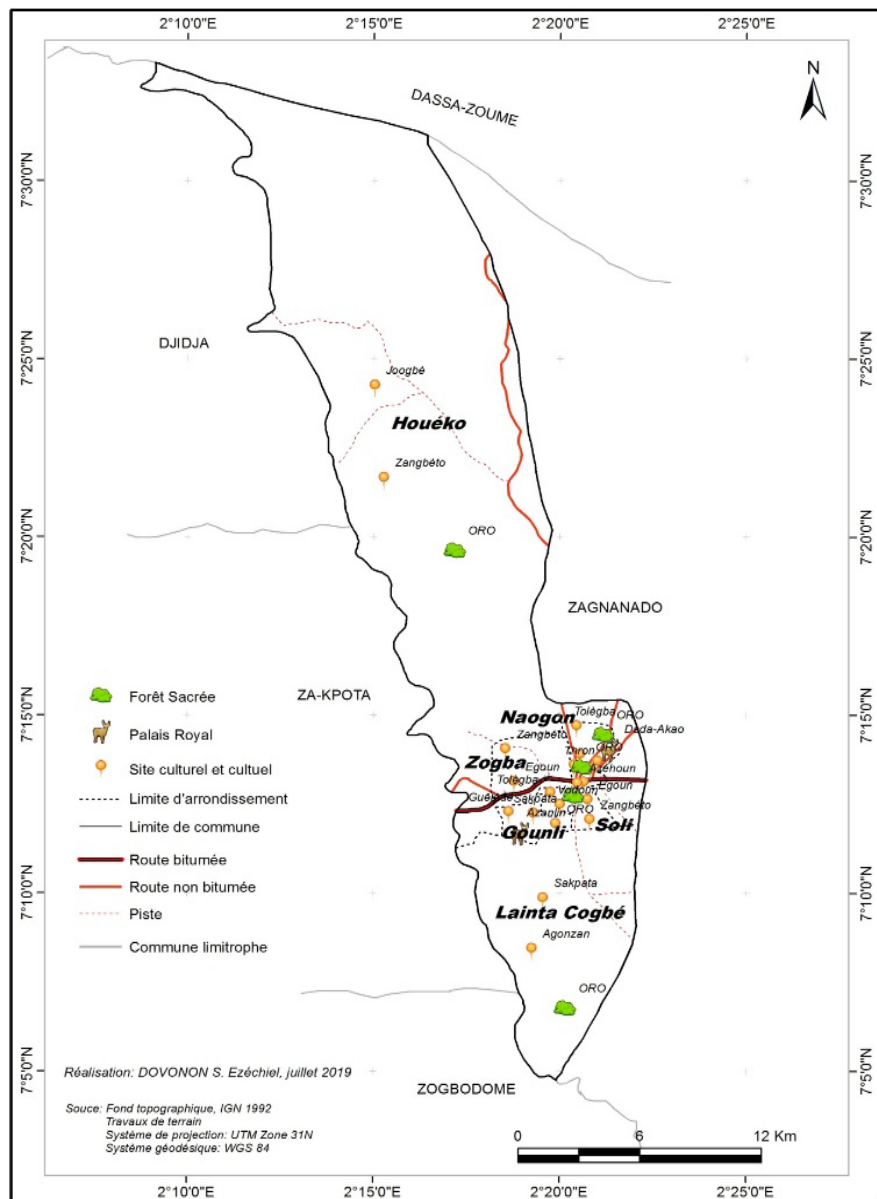 2°10'0"E
2°15'0"E
2°20'0"E
2°25'0"E
N
DASSA-ZOUME
7°30'0"N
7°30'0"N
DJIDJA
7°25'0"N
7°25'0"N
Joogbé
Houéko
Zangbéto
7°20'0"N
7°20'0"N
ORO
ZAGNANADO
ZA-KPOTA
7°15'0"N
7°15'0"N
Naogon
Tolègba
ORO
Dada-Akao
Zangbéto
Thron
ORO
Zogba
Egoun
Azéhoun
Tolègba
Vodoun
Egoun
Guèlèdè
Sakpata
Zangbéto
Azaoun
ORO
Gounli
Soli
Forêt Sacrée
Palais Royal
Site culturel et cultuel
Limite d'arrondissement
Limite de commune
Route bitumée
Route non bitumée
Piste
Commune limitrophe
7°10'0"N
7°10'0"N
Sakpata
Lainta Cogbé
Agonzan
ORO
7°5'0"N
7°5'0"N
Réalisation: DOVONON S. Ezéchiel, juillet 2019
ZOGBODOME
Souce: Fond topographique, IGN 1992
Travaux de terrain
Système de projection: UTM Zone 31N
Système géodésique: WGS 84
0 6 12 Km
2°10'0"E
2°15'0"E
2°20'0"E
2°25'0"E